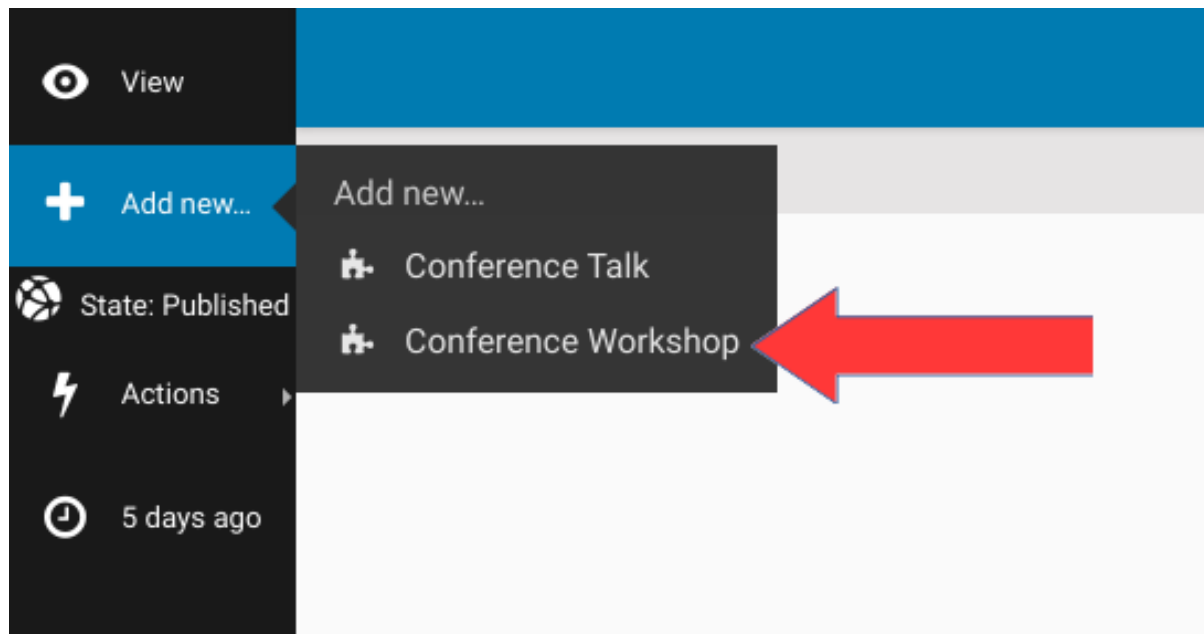 View
Add new…
Add new…
Conference Talk
Conference Workshop
State: Published
Actions
5 days ago